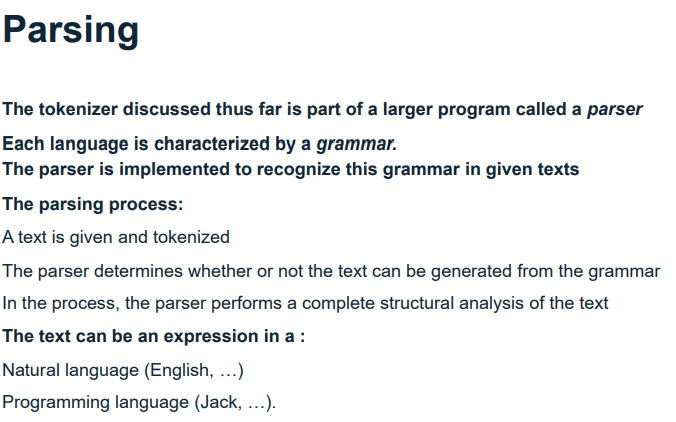 Parsing
The tokenizer discussed thus far is part of a larger program called a parser
Each language is characterized by a grammar.
The parser is implemented to recognize this grammar in given texts
The parsing process:
A text is given and tokenized
The parser determines whether or not the text can be generated from the grammar
In the process, the parser performs a complete structural analysis of the text
The text can be an expression in a :
Natural language (English, …)
Programming language (Jack, …).